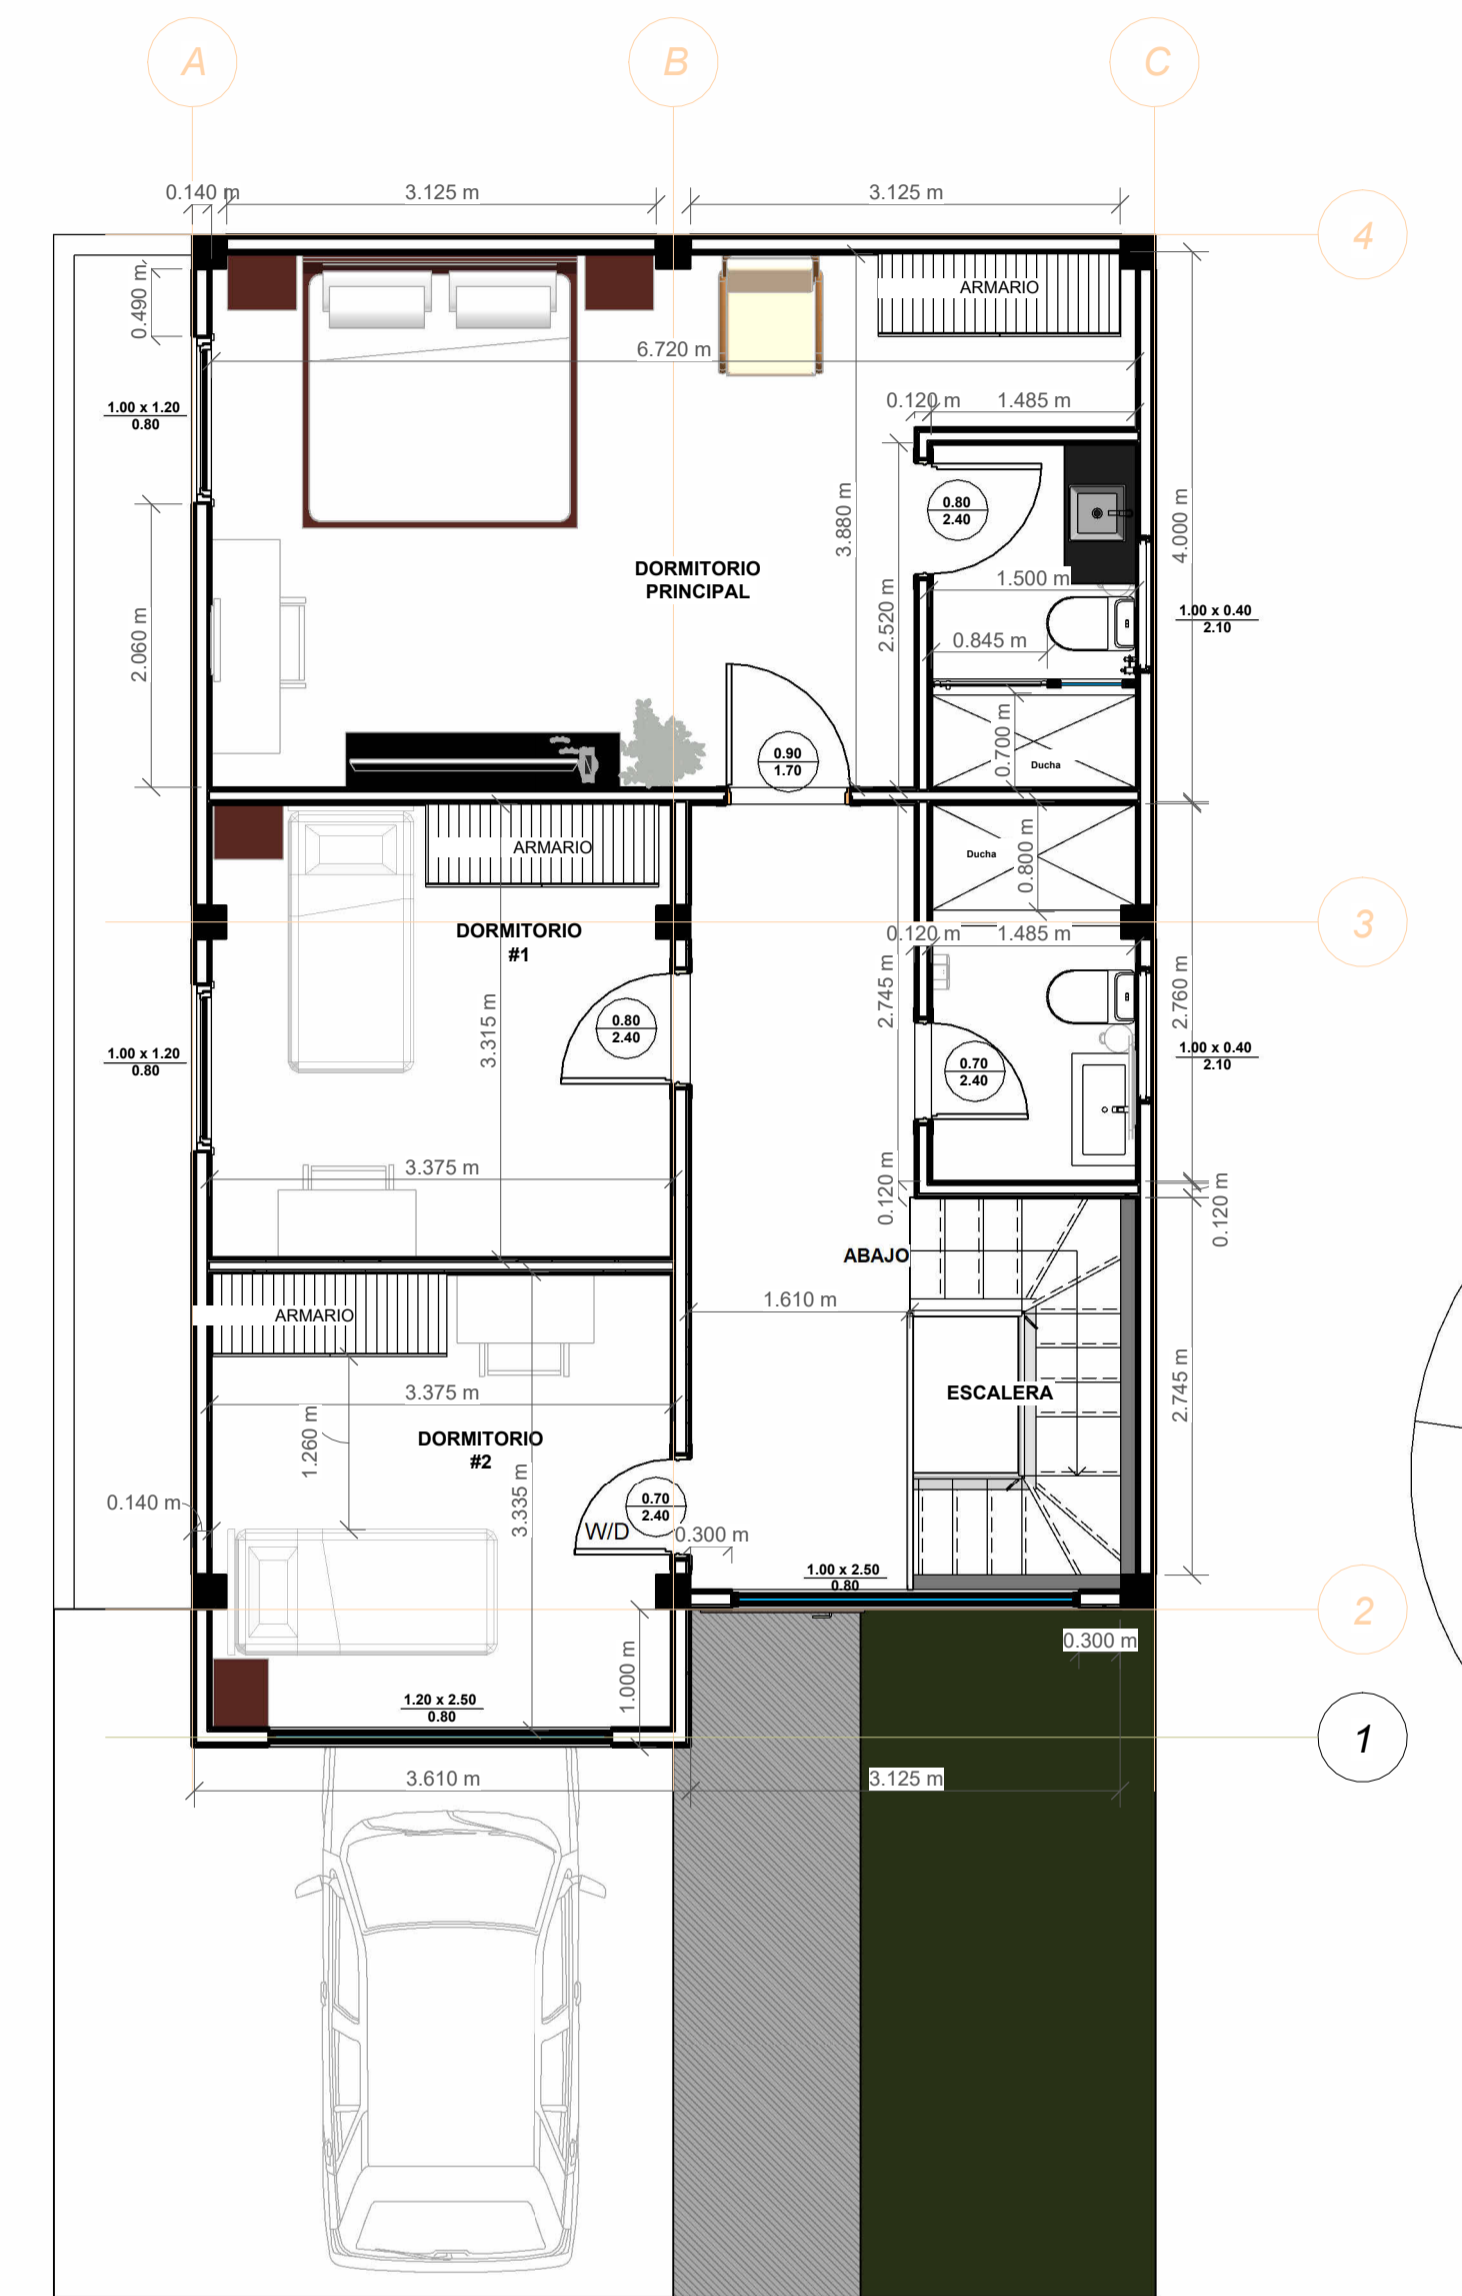 A
B
C
0.140 m
3.125 m
3.125 m
4
0.490 m
ARMARIO
6.720 m
1.00 x 1.20
0.80
0.120 m
1.485 m
3.880 m
0.80
2.40
4.000 m
DORMITORIO
PRINCIPAL
1.500 m
2.520 m
1.00 x 0.40
2.10
2.060 m
0.845 m
0.700 m
0.90
1.70
Ducha
ARMARIO
Ducha
0.800 m
DORMITORIO
#1
3
0.120 m
1.485 m
2.745 m
2.760 m
0.80
2.40
3.315 m
1.00 x 1.20
0.80
1.00 x 0.40
2.10
0.70
2.40
3.375 m
0.120 m
0.120 m
ABAJO
1.610 m
ARMARIO
ESCALERA
2.745 m
3.375 m
1.260 m
DORMITORIO
#2
3.335 m
0.140 m
0.70
2.40
W/D
0.300 m
1.00 x 2.50
0.80
2
0.300 m
1.000 m
1.20 x 2.50
0.80
1
3.610 m
3.125 m